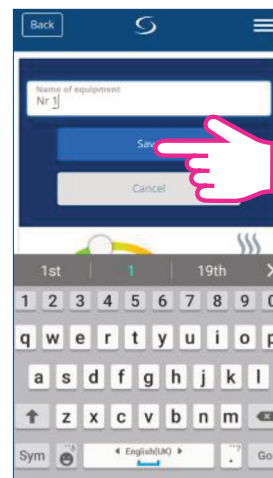 Back
Name of equipment
Nr 1
Sav
Cancel
1st 1 19th
1 2 3 4 5 6 7 8 9 0
q w e r t y u i o p
a s d f g h j k l
z x c v b n m
Sym English(UK) . Go